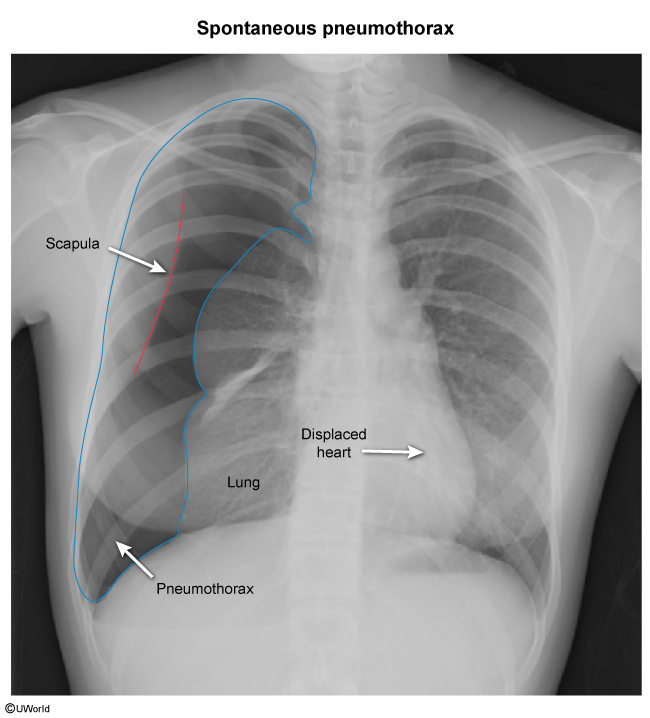 Spontaneous pneumothorax
Scapula
Displaced
heart
Lung
Pneumothorax
©UWorld